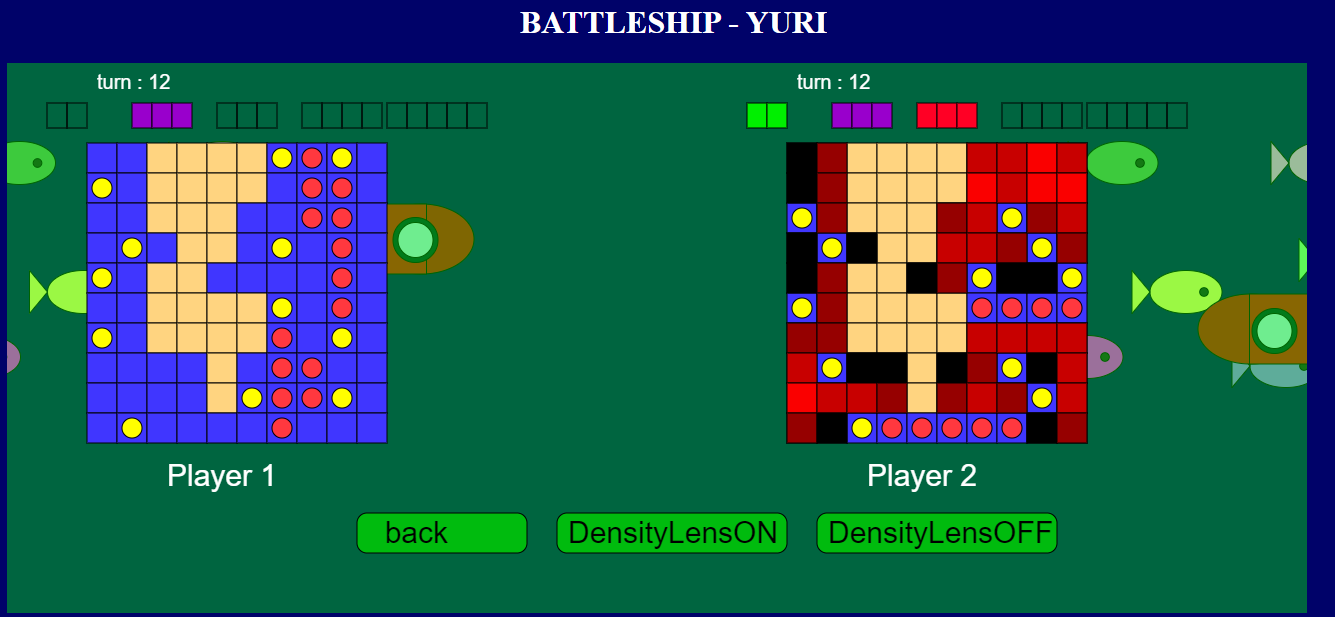 BATTLESHIP - YURI
turn : 12
turn : 12
Player 1
Player 2
back
DensityLensON
DensityLensOFF